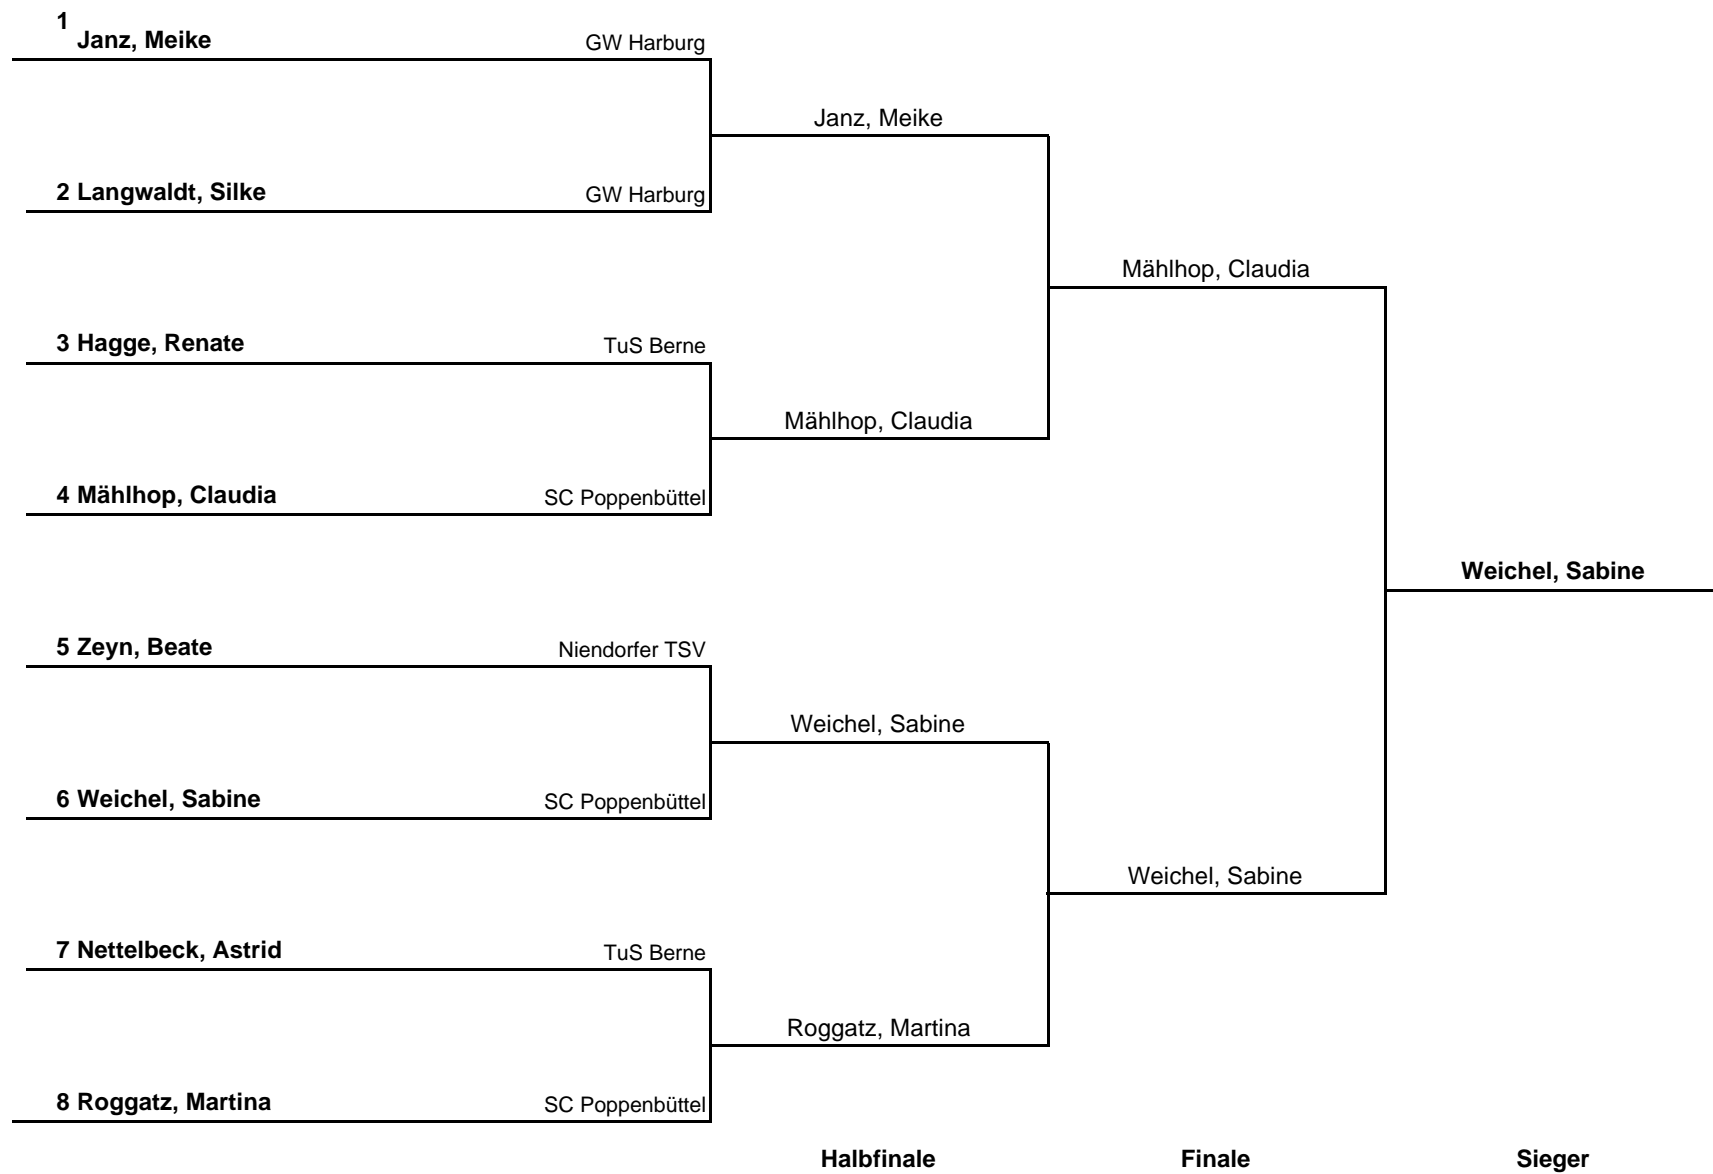 1
Janz, Meike GW Harburg
Janz, Meike
2 Langwaldt, Silke GW Harburg
Mählhop, Claudia
3 Hagge, Renate TuS Berne
Mählhop, Claudia
4 Mählhop, Claudia SC Poppenbüttel
Weichel, Sabine
5 Zeyn, Beate Niendorfer TSV
Weichel, Sabine
6 Weichel, Sabine SC Poppenbüttel
Weichel, Sabine
7 Nettelbeck, Astrid TuS Berne
Roggatz, Martina
8 Roggatz, Martina SC Poppenbüttel
Halbfinale Finale Sieger